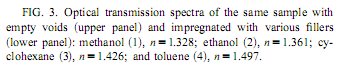 FIG. 3. Optical transmission spectra of the same sample with
empty voids (upper panel) and impregnated with various fillers
(lower panel): methanol (1), n = 1.328; ethanol (2), n = 1.361; cy-
clohexane (3), n = 1.426; and toluene (4), n = 1.497.